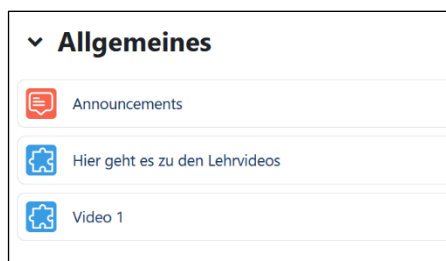 Allgemeines
Announcements
Hier geht es zu den Lehrvideos
Video 1